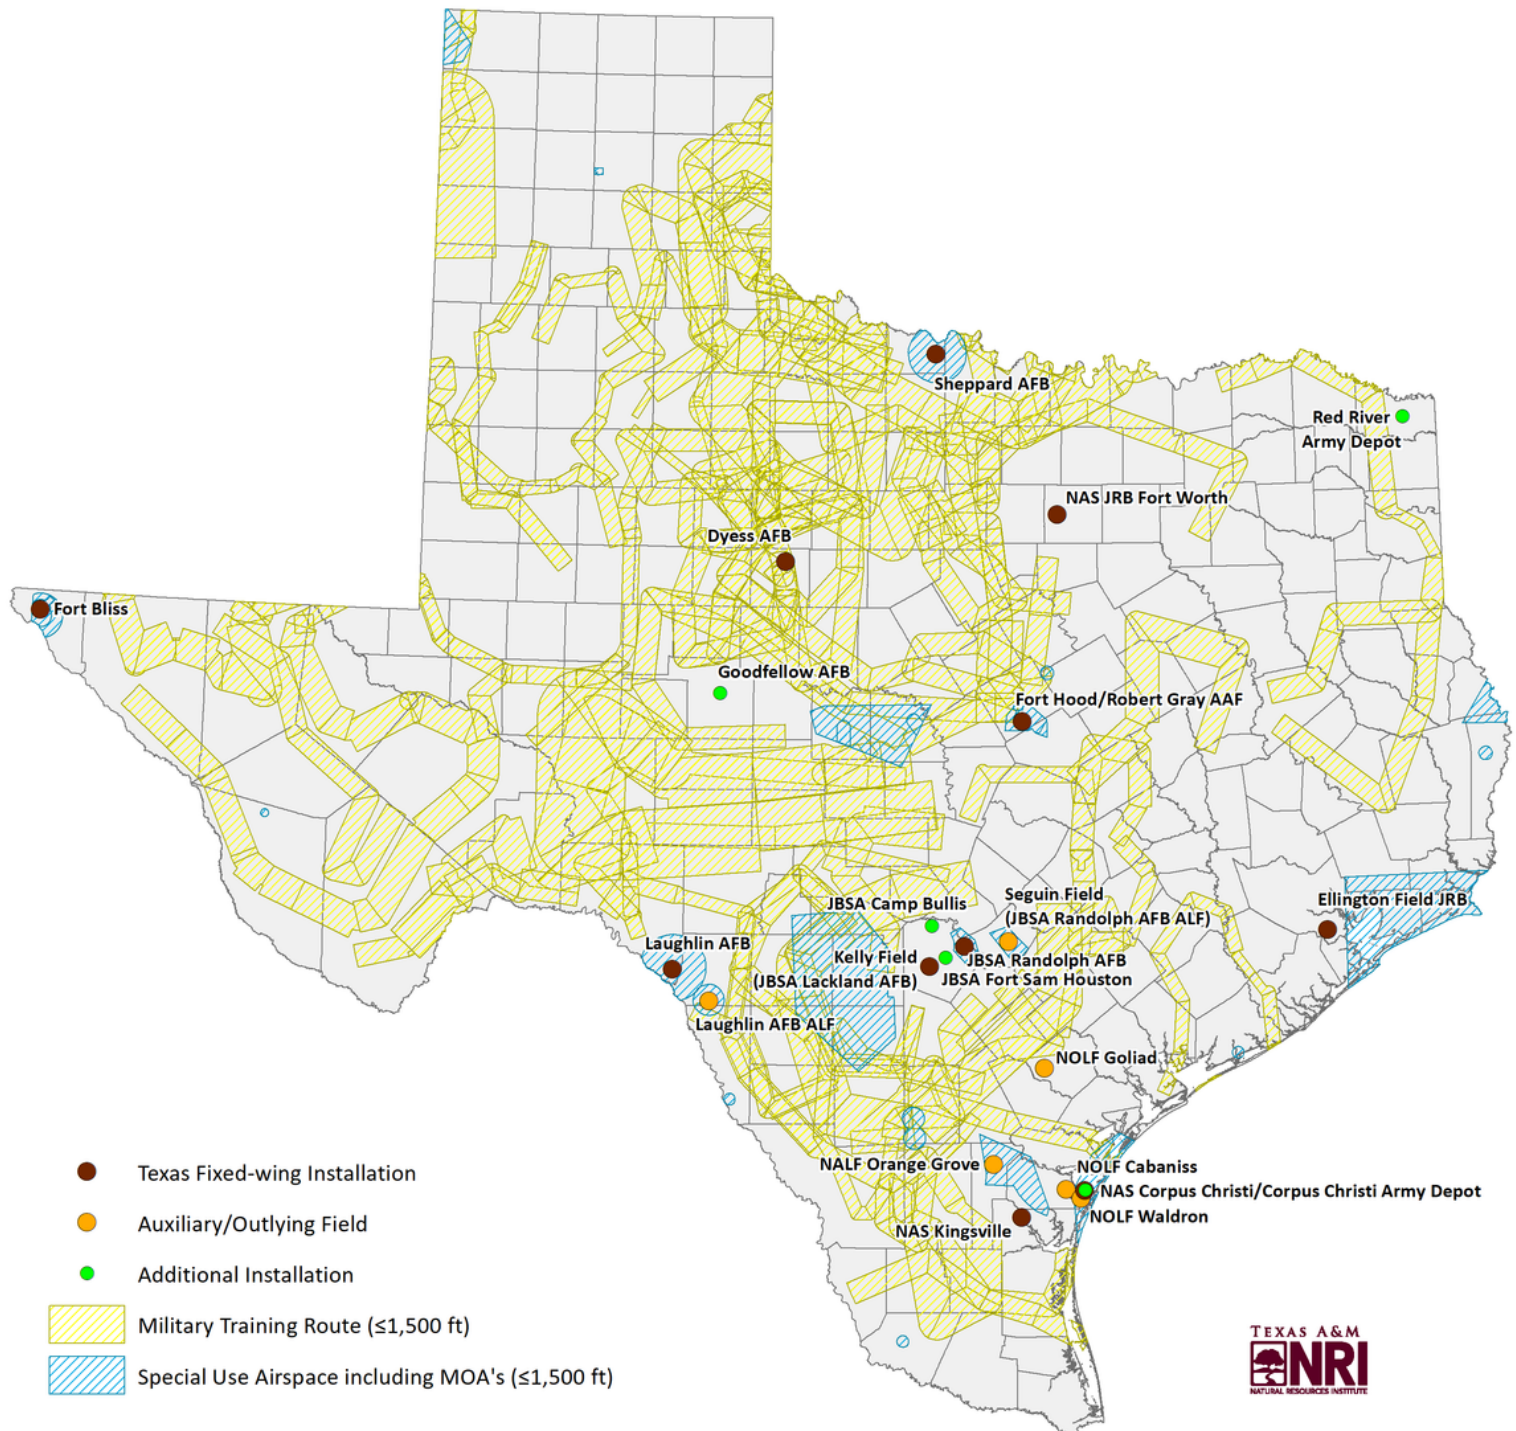 Sheppard AFB
Red River
Army Depot
NAS JRB Fort Worth
Dyess AFB
Fort Bliss
Goodfellow AFB
Fort Hood/Robert Gray AAF
JBSA Camp Bullis
Seguin Field
(JBSA Randolph AFB ALF)
Ellington Field JRB
Laughlin AFB
Kelly Field
(JBSA Lackland AFB)
JBSA Randolph AFB
JBSA Fort Sam Houston
Laughlin AFB ALF
NOLF Goliad
NALF Orange Grove
NOLF Cabaniss
NAS Corpus Christi/Corpus Christi Army Depot
NOLF Waldron
NAS Kingsville
Texas Fixed-wing Installation
Auxiliary/Outlying Field
Additional Installation
Military Training Route (≤1,500 ft)
Special Use Airspace including MOA's (≤1,500 ft)
TEXAS A&M
NRI
NATURAL RESOURCES INSTITUTE